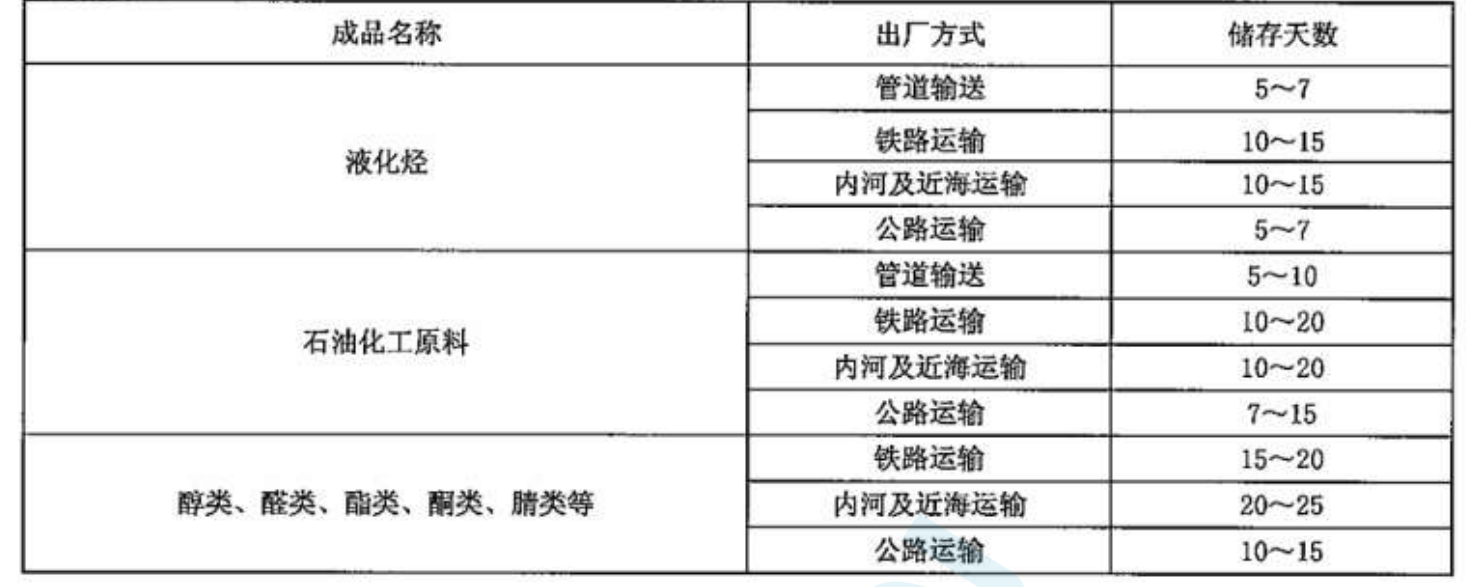 成品名称 出厂方式 储存天数
液化烃 管道输送 5～7
铁路运输 10～15
内河及近海运输 10～15
公路运输 5～7
石油化工原料 管道输送 5～10
铁路运输 10～20
内河及近海运输 10～20
公路运输 7～15
醇类、醛类、酯类、酮类、腈类等 铁路运输 15～20
内河及近海运输 20～25
公路运输 10～15